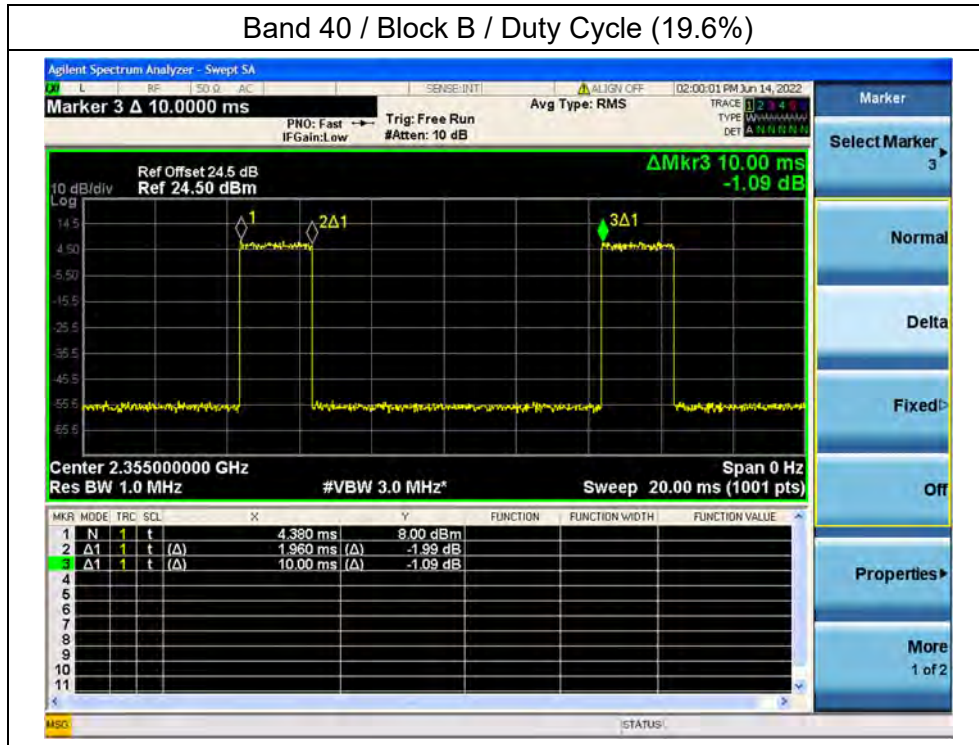 Band 40 / Block B / Duty Cycle (19.6%)
Agilent Spectrum Analyzer - Swept SA
L RF 50 Ω AC SENSE:INT ALIGN OFF 02:00:01 PM Jun 14, 2022
Marker 3 Δ 10.0000 ms
PNO: Fast
IFGain:Low
Trig: Free Run
#Atten: 10 dB
Avg Type: RMS
TRACE 1 2 3 4 5 6
TYPE
DET A N N N N N
Ref Offset 24.5 dB
10 dB/div Ref 24.50 dBm
Log
ΔMkr3 10.00 ms
-1.09 dB
14.5
4.50
-5.50
-15.5
-25.5
-35.5
-45.5
-55.5
-65.5
1
2Δ1
3Δ1
Center 2.355000000 GHz Span 0 Hz
Res BW 1.0 MHz #VBW 3.0 MHz* Sweep 20.00 ms (1001 pts)
MKR MODE TRC SCL X Y FUNCTION FUNCTION WIDTH FUNCTION VALUE
1 N 1 t 4.380 ms 8.00 dBm
2 Δ1 1 t (Δ) 1.960 ms (Δ) -1.99 dB
3 Δ1 1 t (Δ) 10.00 ms (Δ) -1.09 dB
4
5
6
7
8
9
10
11
MSG STATUS
Marker
Select Marker
3
Normal
Delta
Fixed
Off
Properties
More
1 of 2